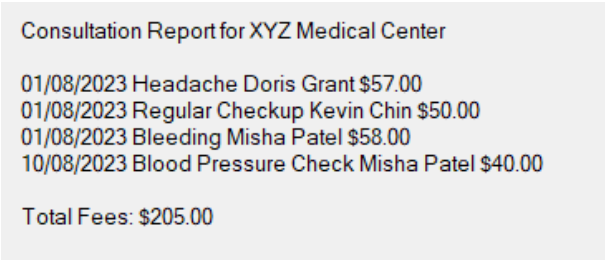 Consultation Report for XYZ Medical Center
01/08/2023 Headache Doris Grant $57.00
01/08/2023 Regular Checkup Kevin Chin $50.00
01/08/2023 Bleeding Misha Patel $58.00
10/08/2023 Blood Pressure Check Misha Patel $40.00
Total Fees: $205.00